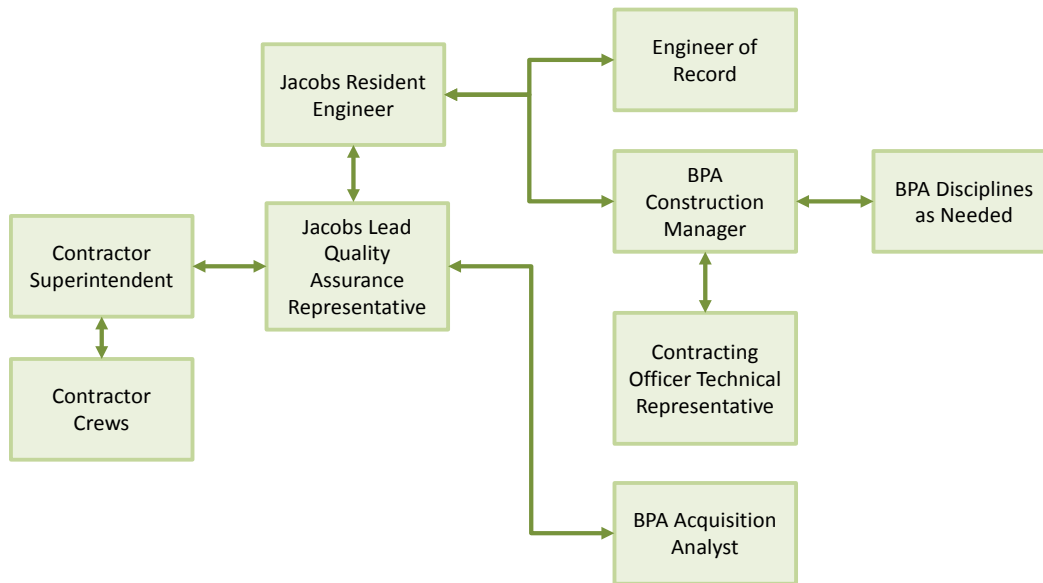 Jacobs Resident
Engineer
Engineer of
Record
BPA
Construction
Manager
BPA Disciplines
as Needed
Jacobs Lead
Quality
Assurance
Representative
Contractor
Superintendent
Contractor
Crews
Contracting
Officer Technical
Representative
BPA Acquisition
Analyst